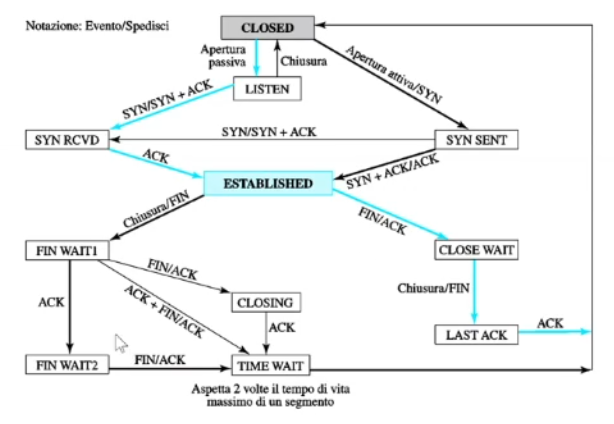 Notazione: Evento/Spedisci
CLOSED
Apertura
passiva
Chiusura
Apertura attiva/SYN
LISTEN
SYN/SYN + ACK
SYN RCVD
SYN/SYN + ACK
SYN SENT
ACK
SYN + ACK/ACK
ESTABLISHED
Chiusura/FIN
FIN/ACK
FIN WAIT1
CLOSE WAIT
FIN/ACK
Chiusura/FIN
ACK
ACK + FIN/ACK
CLOSING
ACK
LAST ACK
ACK
FIN WAIT2
FIN/ACK
TIME WAIT
Aspetta 2 volte il tempo di vita
massimo di un segmento